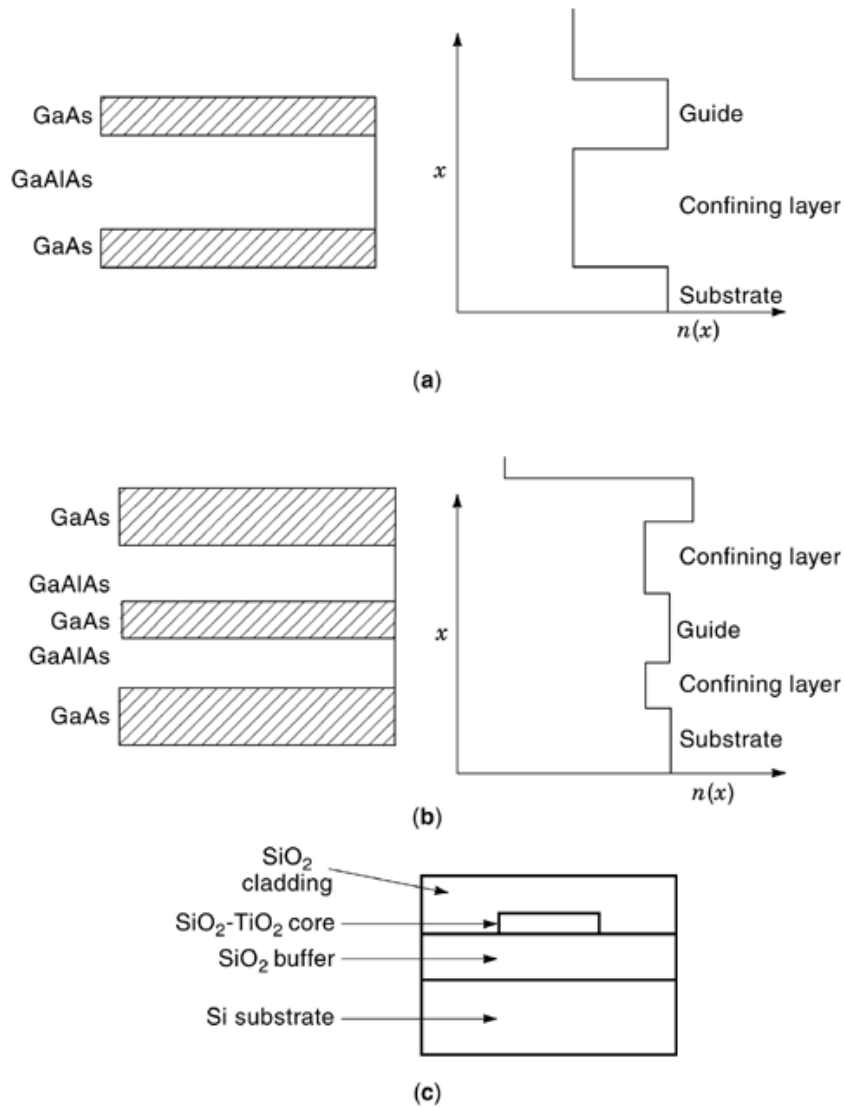 GaAs
GaAlAs
GaAs
x
Guide
Confining layer
Substrate
n(x)
(a)
GaAs
GaAlAs
GaAs
GaAlAs
GaAs
x
Confining layer
Guide
Confining layer
Substrate
n(x)
(b)
SiO₂
cladding
SiO₂-TiO₂ core
SiO₂ buffer
Si substrate
(c)